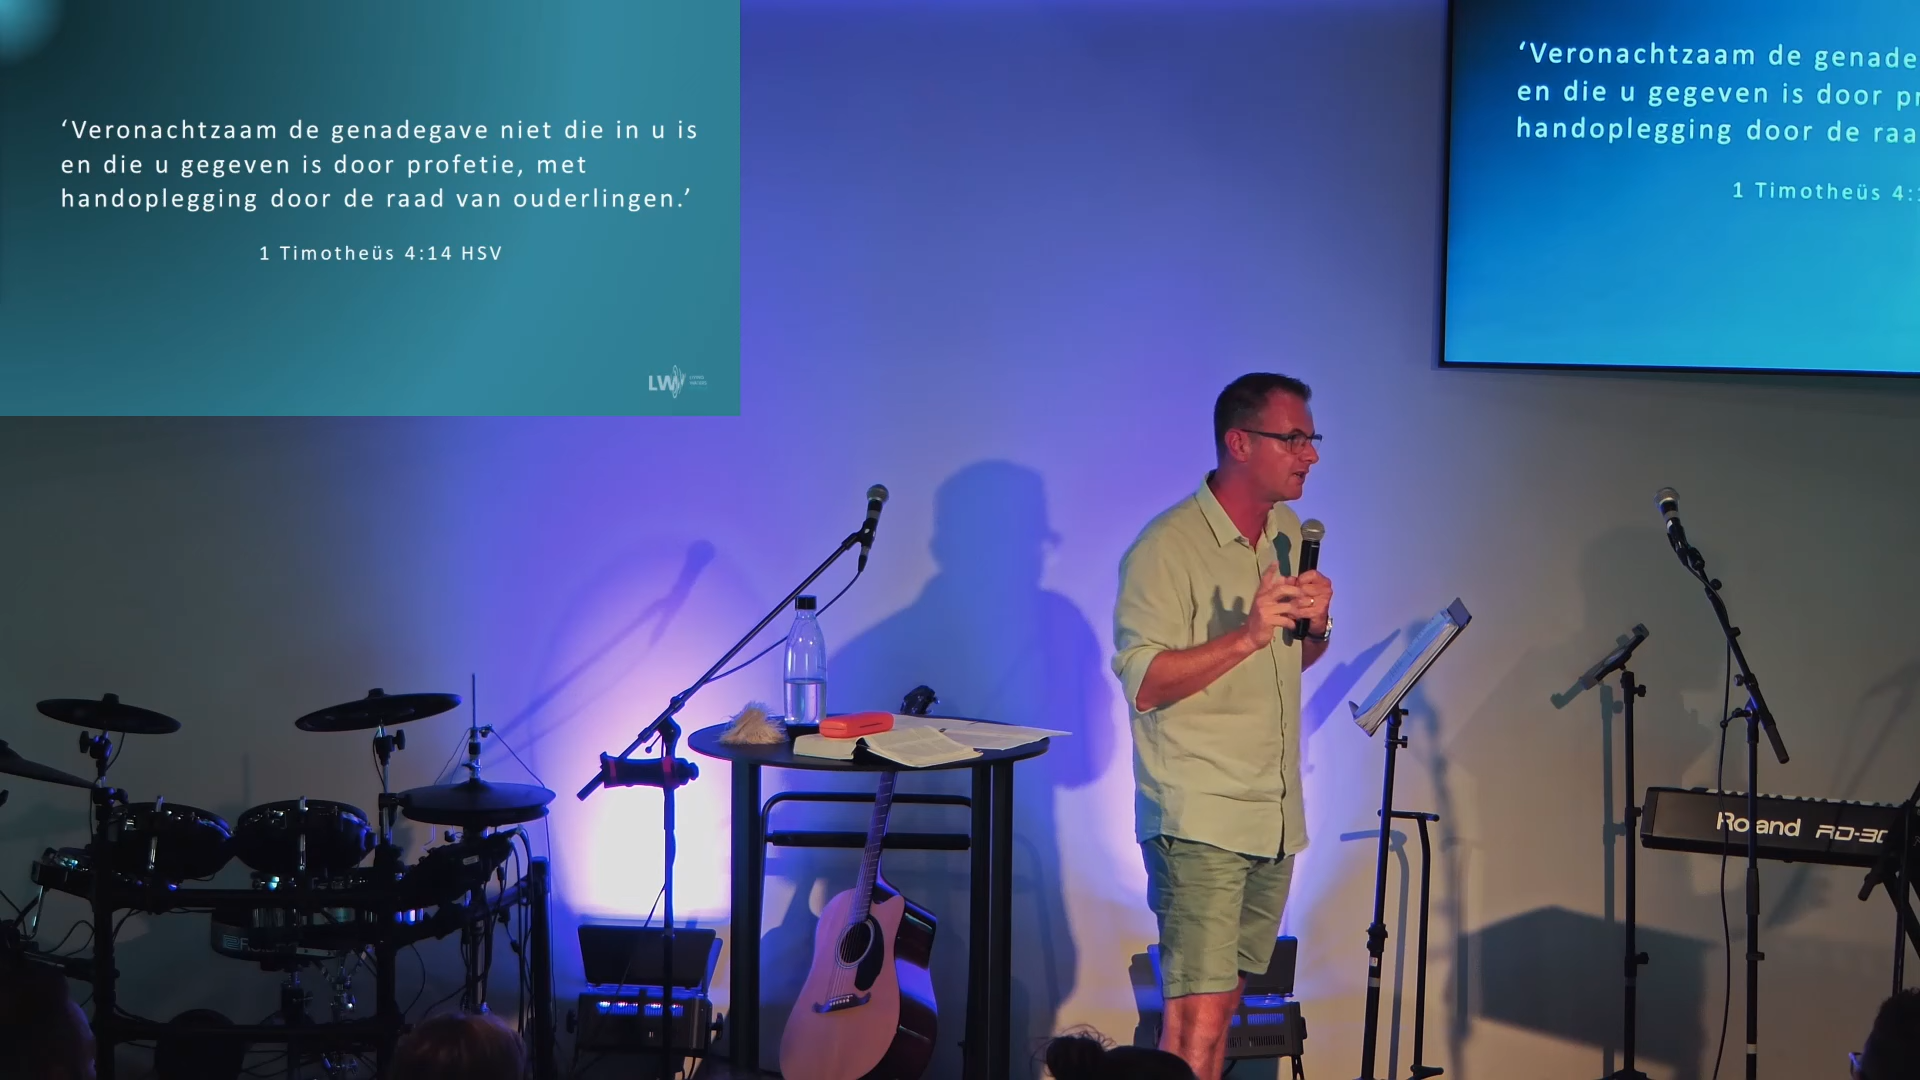 ‘Veronachtzaam de genadegave niet die in u is
en die u gegeven is door profetie, met
handoplegging door de raad van ouderlingen.’
1 Timotheüs 4:14 HSV
LW
‘Veronachtzaam de genade
en die u gegeven is door
handoplegging door de raa
1 Timotheüs 4:
Roland RD-30